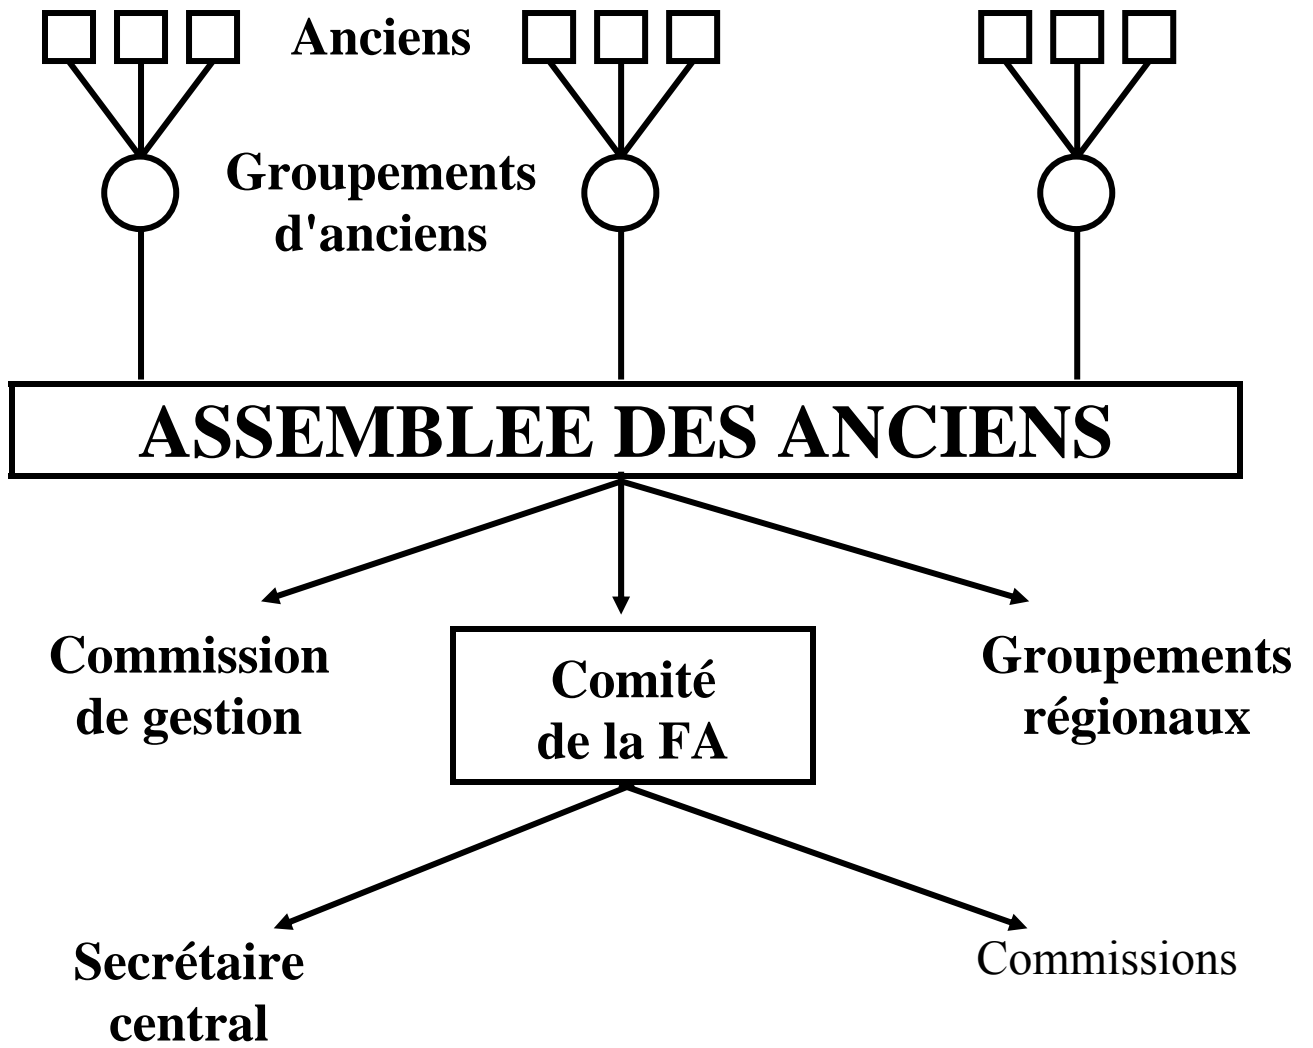 Anciens
Groupements
d'anciens
ASSEMBLEE DES ANCIENS
Commission
de gestion
Comité
de la FA
Groupements
régionaux
Secrétaire
central
Commissions